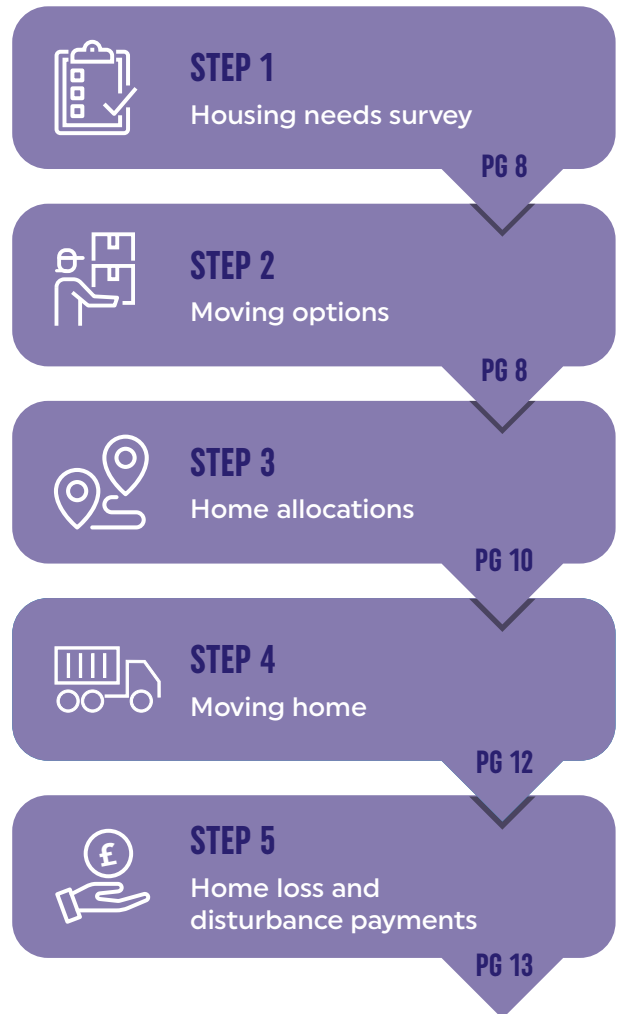 STEP 1
Housing needs survey
PG 8
STEP 2
Moving options
PG 8
STEP 3
Home allocations
PG 10
STEP 4
Moving home
PG 12
£
STEP 5
Home loss and
disturbance payments
PG 13